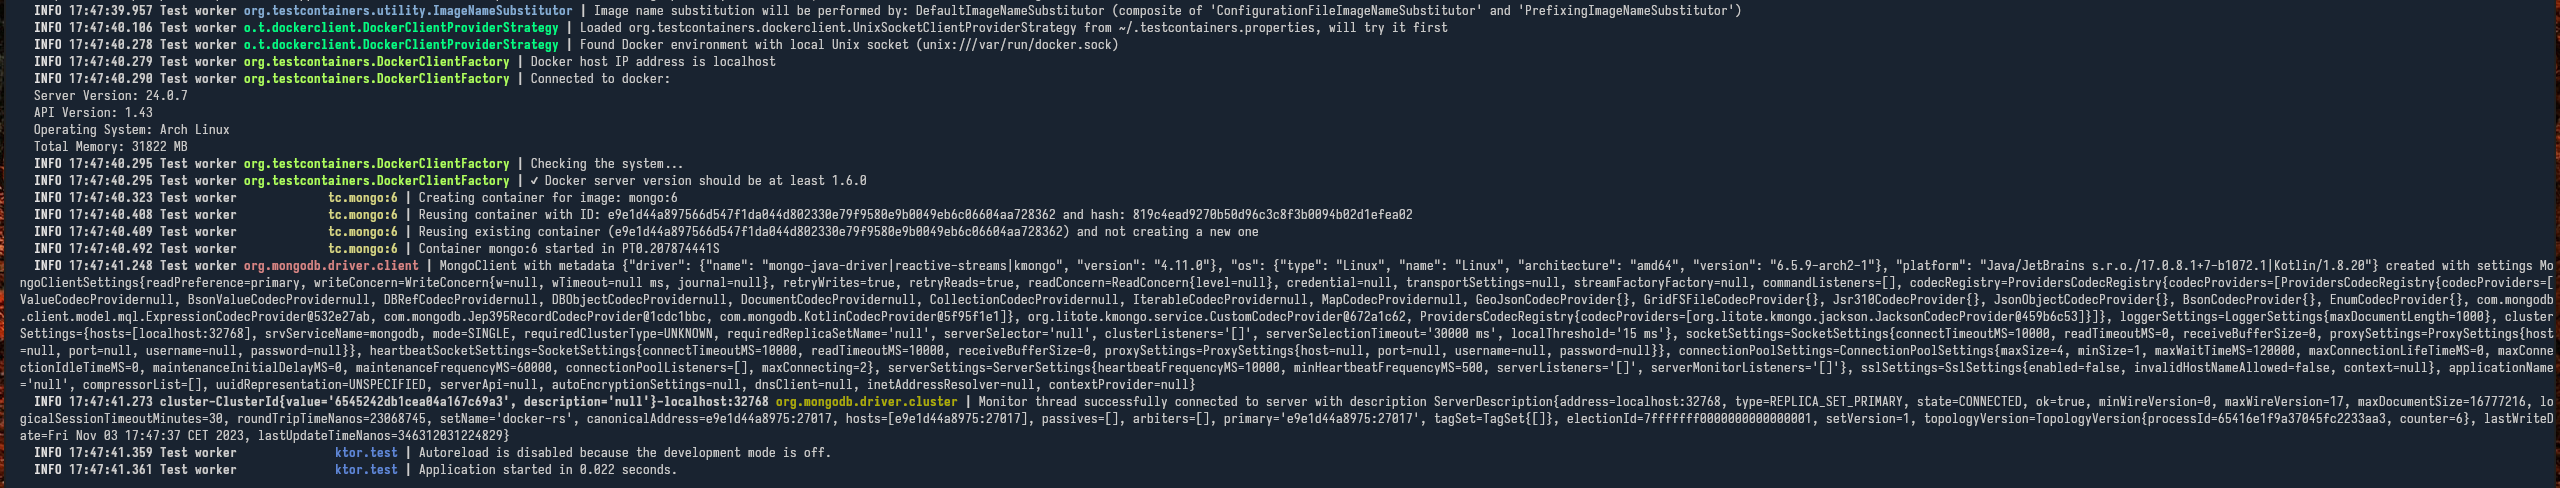 INFO 17:47:39.957 Test worker org.testcontainers.utility.ImageNameSubstitutor | Image name substitution will be performed by: DefaultImageNameSubstitutor (composite of 'ConfigurationFileImageNameSubstitutor' and 'PrefixingImageNameSubstitutor')
INFO 17:47:40.106 Test worker o.t.dockerclient.DockerClientProviderStrategy | Loaded org.testcontainers.dockerclient.UnixSocketClientProviderStrategy from ~/.testcontainers.properties, will try it first
INFO 17:47:40.278 Test worker o.t.dockerclient.DockerClientProviderStrategy | Found Docker environment with local Unix socket (unix:///var/run/docker.sock)
INFO 17:47:40.279 Test worker org.testcontainers.DockerClientFactory | Docker host IP address is localhost
INFO 17:47:40.290 Test worker org.testcontainers.DockerClientFactory | Connected to docker:
Server Version: 24.0.7
API Version: 1.43
Operating System: Arch Linux
Total Memory: 31822 MB
INFO 17:47:40.295 Test worker org.testcontainers.DockerClientFactory | Checking the system...
INFO 17:47:40.295 Test worker org.testcontainers.DockerClientFactory | ✔ Docker server version should be at least 1.6.0
INFO 17:47:40.323 Test worker tc.mongo:6 | Creating container for image: mongo:6
INFO 17:47:40.408 Test worker tc.mongo:6 | Reusing container with ID: e9e1d44a897566d547f1da044d802330e79f9580e9b0049eb6c06604aa728362 and hash: 819c4ead9270b50d96c3c8f3b0094b02d1efea02
INFO 17:47:40.409 Test worker tc.mongo:6 | Reusing existing container (e9e1d44a897566d547f1da044d802330e79f9580e9b0049eb6c06604aa728362) and not creating a new one
INFO 17:47:40.492 Test worker tc.mongo:6 | Container mongo:6 started in PT0.207874441S
INFO 17:47:41.248 Test worker org.mongodb.driver.client | MongoClient with metadata {"driver": {"name": "mongo-java-driver|reactive-streams|kmongo", "version": "4.11.0"}, "os": {"type": "Linux", "name": "Linux", "architecture": "amd64", "version": "6.5.9-arch2-1"}, "platform": "Java/JetBrains s.r.o./17.0.8.1+7-b1072.1|Kotlin/1.8.20"} created with settings Mo
ngoClientSettings{readPreference=primary, writeConcern=WriteConcern{w=null, wTimeout=null ms, journal=null}, retryWrites=true, retryReads=true, readConcern=ReadConcern{level=null}, credential=null, transportSettings=null, streamFactoryFactory=null, commandListeners=[], codecRegistry=ProvidersCodecRegistry{codecProviders=[ProvidersCodecRegistry{codecProviders=[
ValueCodecProvidernull, BsonValueCodecProvidernull, DBRefCodecProvidernull, DBObjectCodecProvidernull, DocumentCodecProvidernull, CollectionCodecProvidernull, IterableCodecProvidernull, MapCodecProvidernull, GeoJsonCodecProvider{}, GridFSFileCodecProvider{}, Jsr310CodecProvider{}, JsonObjectCodecProvider{}, BsonCodecProvider{}, EnumCodecProvider{}, com.mongodb
.client.model.mql.ExpressionCodecProvider@532e27ab, com.mongodb.Jep395RecordCodecProvider@1cdc1bbc, com.mongodb.KotlinCodecProvider@5f95f1e1]}, org.litote.kmongo.service.CustomCodecProvider@672a1c62, ProvidersCodecRegistry{codecProviders=[org.litote.kmongo.jackson.JacksonCodecProvider@459b6c53]}]}, loggerSettings=LoggerSettings{maxDocumentLength=1000}, cluster
Settings={hosts=[localhost:32768], srvServiceName=mongodb, mode=SINGLE, requiredClusterType=UNKNOWN, requiredReplicaSetName='null', serverSelector='null', clusterListeners='[]', serverSelectionTimeout='30000 ms', localThreshold='15 ms'}, socketSettings=SocketSettings{connectTimeoutMS=10000, readTimeoutMS=0, receiveBufferSize=0, proxySettings=ProxySettings{host
=null, port=null, username=null, password=null}}, heartbeatSocketSettings=SocketSettings{connectTimeoutMS=10000, readTimeoutMS=10000, receiveBufferSize=0, proxySettings=ProxySettings{host=null, port=null, username=null, password=null}}, connectionPoolSettings=ConnectionPoolSettings{maxSize=4, minSize=1, maxWaitTimeMS=120000, maxConnectionLifeTimeMS=0, maxConne
ctionIdleTimeMS=0, maintenanceInitialDelayMS=0, maintenanceFrequencyMS=60000, connectionPoolListeners=[], maxConnecting=2}, serverSettings=ServerSettings{heartbeatFrequencyMS=10000, minHeartbeatFrequencyMS=500, serverListeners='[]', serverMonitorListeners='[]'}, sslSettings=SslSettings{enabled=false, invalidHostNameAllowed=false, context=null}, applicationName
='null', compressorList=[], uuidRepresentation=UNSPECIFIED, serverApi=null, autoEncryptionSettings=null, dnsClient=null, inetAddressResolver=null, contextProvider=null}
INFO 17:47:41.273 cluster-ClusterId{value='6545242db1cea04a167c69a3', description='null'}-localhost:32768 org.mongodb.driver.cluster | Monitor thread successfully connected to server with description ServerDescription{address=localhost:32768, type=REPLICA_SET_PRIMARY, state=CONNECTED, ok=true, minWireVersion=0, maxWireVersion=17, maxDocumentSize=16777216, lo
gicalSessionTimeoutMinutes=30, roundTripTimeNanos=23068745, setName='docker-rs', canonicalAddress=e9e1d44a8975:27017, hosts=[e9e1d44a8975:27017], passives=[], arbiters=[], primary='e9e1d44a8975:27017', tagSet=TagSet{[]}, electionId=7fffffff0000000000000001, setVersion=1, topologyVersion=TopologyVersion{processId=65416e1f9a37045fc2233aa3, counter=6}, lastWriteD
ate=Fri Nov 03 17:47:37 CET 2023, lastUpdateTimeNanos=346312031224829}
INFO 17:47:41.359 Test worker ktor.test | Autoreload is disabled because the development mode is off.
INFO 17:47:41.361 Test worker ktor.test | Application started in 0.022 seconds.